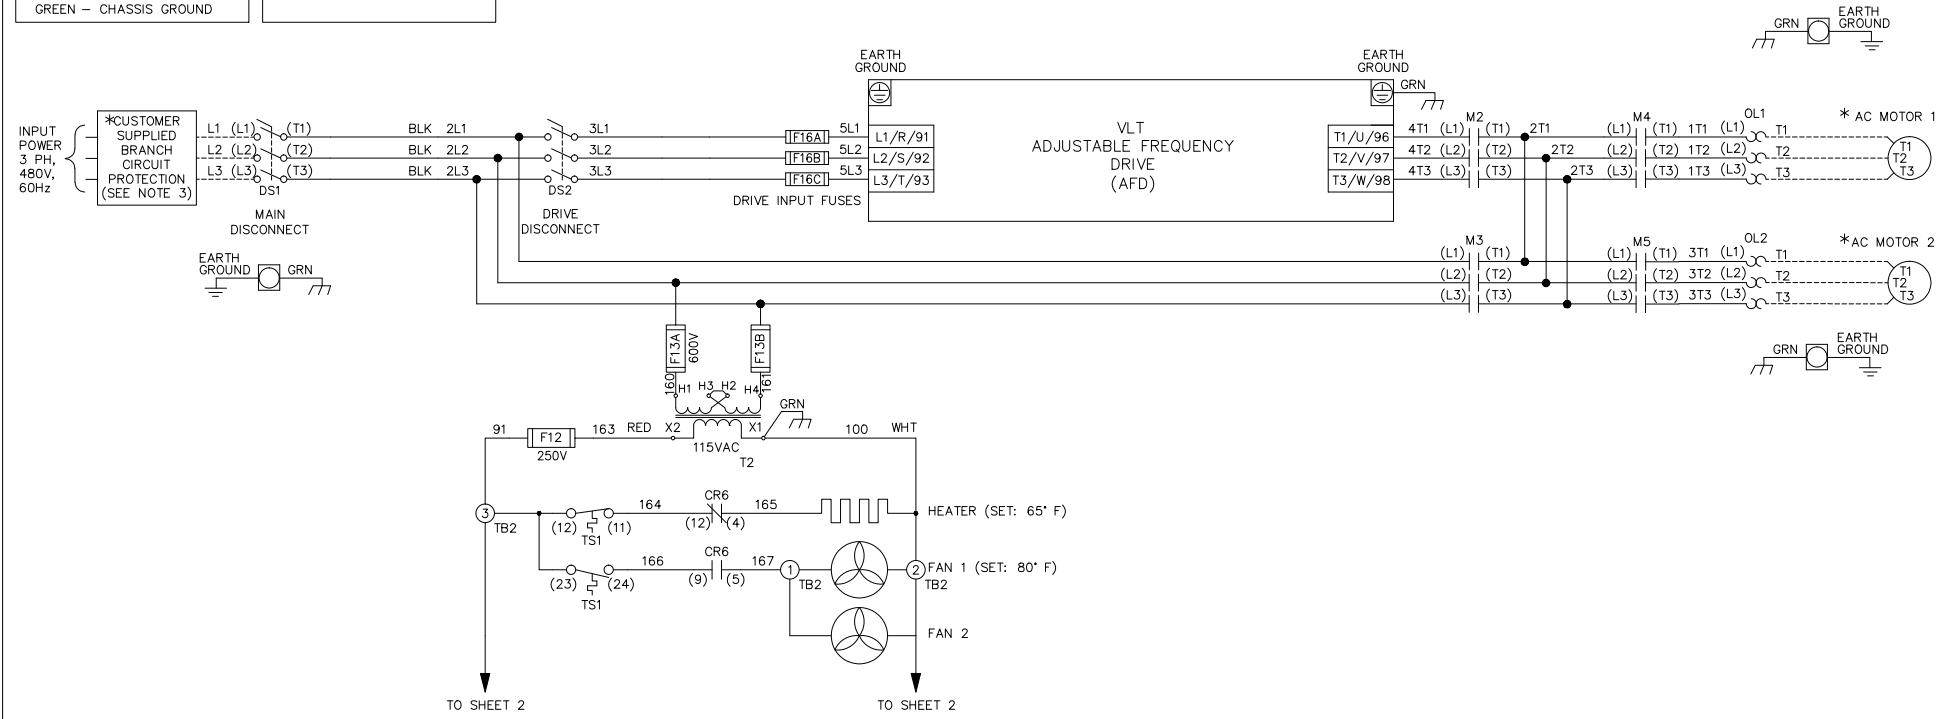 GREEN – CHASSIS GROUND
EARTH
GROUND
GRN
EARTH
GROUND
EARTH
GROUND
GRN
INPUT
POWER
3 PH,
480V,
60Hz
*CUSTOMER
SUPPLIED
BRANCH
CIRCUIT
PROTECTION
(SEE NOTE 3)
L1 (L1) (T1) BLK 2L1 3L1 F16A 5L1 L1/R/91
L2 (L2) (T2) BLK 2L2 3L2 F16B 5L2 L2/S/92
L3 (L3) (T3) BLK 2L3 3L3 F16C 5L3 L3/T/93
DS1
MAIN
DISCONNECT
DS2
DRIVE
DISCONNECT
DRIVE INPUT FUSES
VLT
ADJUSTABLE FREQUENCY
DRIVE
(AFD)
M2 M4 OL1 * AC MOTOR 1
T1/U/96 4T1 (L1) (T1) 2T1 (L1) (T1) 1T1 (L1) T1 T1
T2/V/97 4T2 (L2) (T2) 2T2 (L2) (T2) 1T2 (L2) T2 T2
T3/W/98 4T3 (L3) (T3) 2T3 (L3) (T3) 1T3 (L3) T3 T3
EARTH
GROUND GRN
M3 M5 OL2 *AC MOTOR 2
(L1) (T1) (L1) (T1) 3T1 (L1) T1 T1
(L2) (T2) (L2) (T2) 3T2 (L2) T2 T2
(L3) (T3) (L3) (T3) 3T3 (L3) T3 T3
EARTH
GRN GROUND
F13A
600V
F13B
160
161
H1 H3 H2 H4
GRN
91 F12 163 RED X2 X1 100 WHT
250V
115VAC
T2
3
TB2
(12) (11)
TS1
164
CR6
(12) (4)
165
HEATER (SET: 65° F)
(23) (24)
TS1
166
CR6
(9) (5)
167
1
TB2
2
TB2
FAN 1 (SET: 80° F)
FAN 2
TO SHEET 2
TO SHEET 2